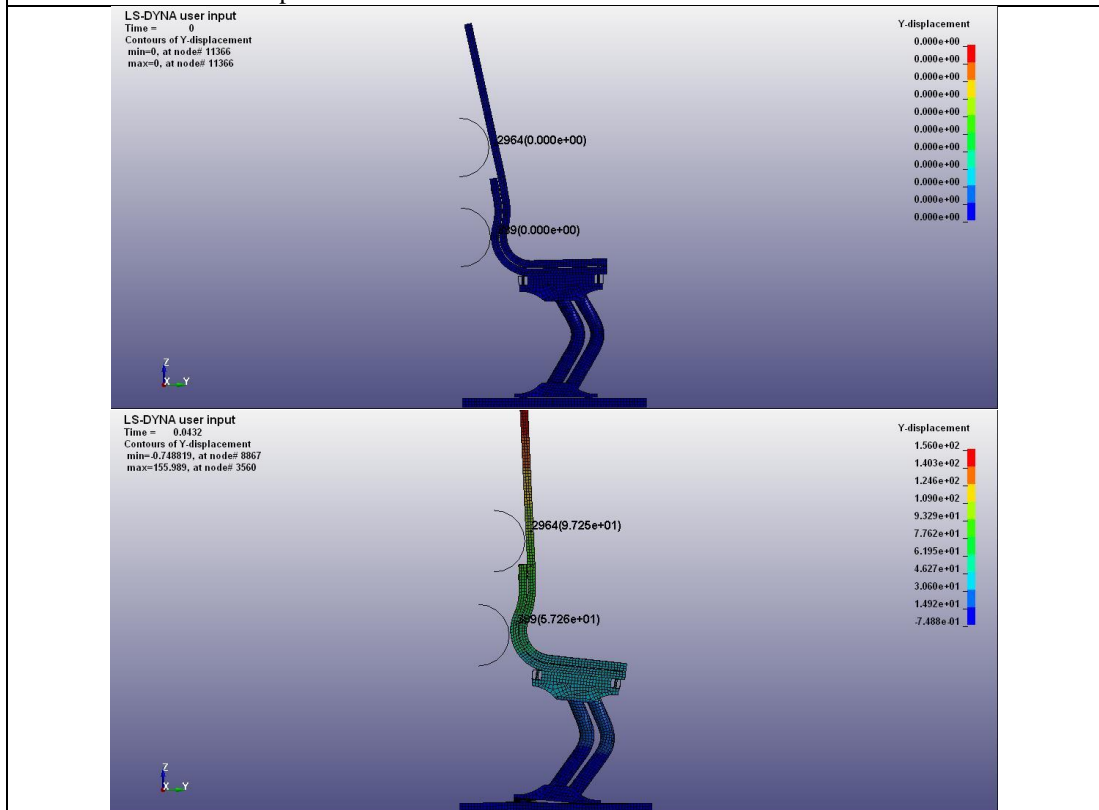 LS-DYNA user input
Time = 0
Contours of Y-displacement
min=0, at node# 11366
max=0, at node# 11366
Y-displacement
0.000e+00
0.000e+00
0.000e+00
0.000e+00
0.000e+00
0.000e+00
0.000e+00
0.000e+00
0.000e+00
0.000e+00
0.000e+00
2964(0.000e+00)
(0.000e+00)
Z
X Y
LS-DYNA user input
Time = 0.0432
Contours of Y-displacement
min=-0.748819, at node# 8867
max=155.989, at node# 3560
Y-displacement
1.560e+02
1.403e+02
1.246e+02
1.090e+02
9.329e+01
7.762e+01
6.195e+01
4.627e+01
3.060e+01
1.492e+01
-7.488e-01
2964(9.725e+01)
(5.726e+01)
Z
X Y